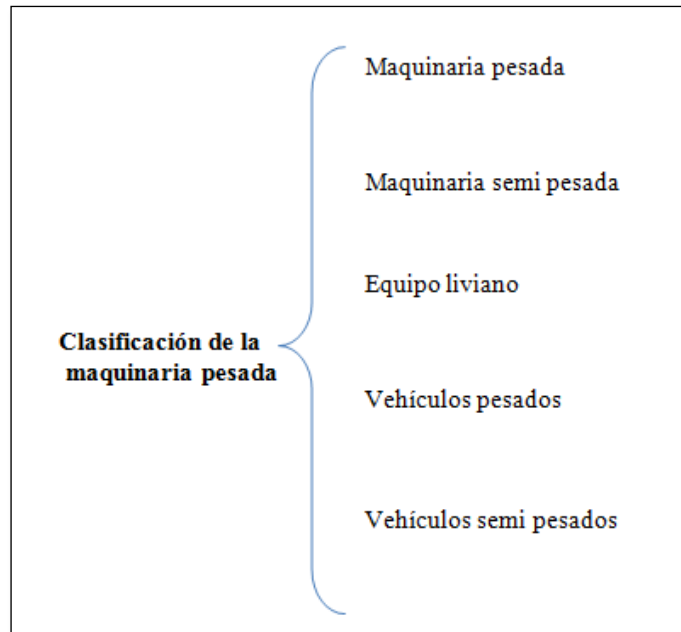 Maquinaria pesada
Maquinaria semi pesada
Equipo liviano
Clasificación de la
maquinaria pesada
Vehículos pesados
Vehículos semi pesados